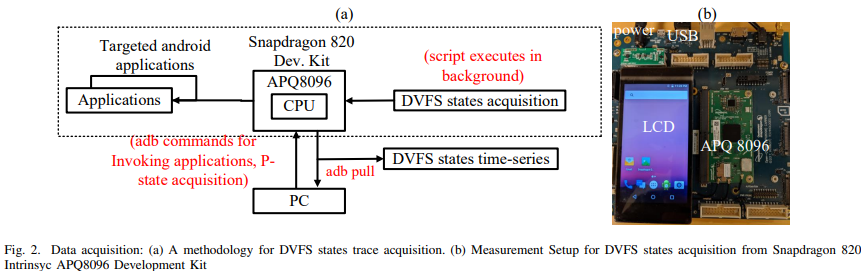 (a)
(b)
Targeted android
applications
Applications
Snapdragon 820
Dev. Kit
APQ8096
CPU
(script executes in
background)
DVFS states acquisition
(adb commands for
Invoking applications, P-
state acquisition)
adb pull
DVFS states time-series
PC
power
USB
LCD
APQ 8096
Fig. 2. Data acquisition: (a) A methodology for DVFS states trace acquisition. (b) Measurement Setup for DVFS states acquisition from Snapdragon 820
Intrinsyc APQ8096 Development Kit